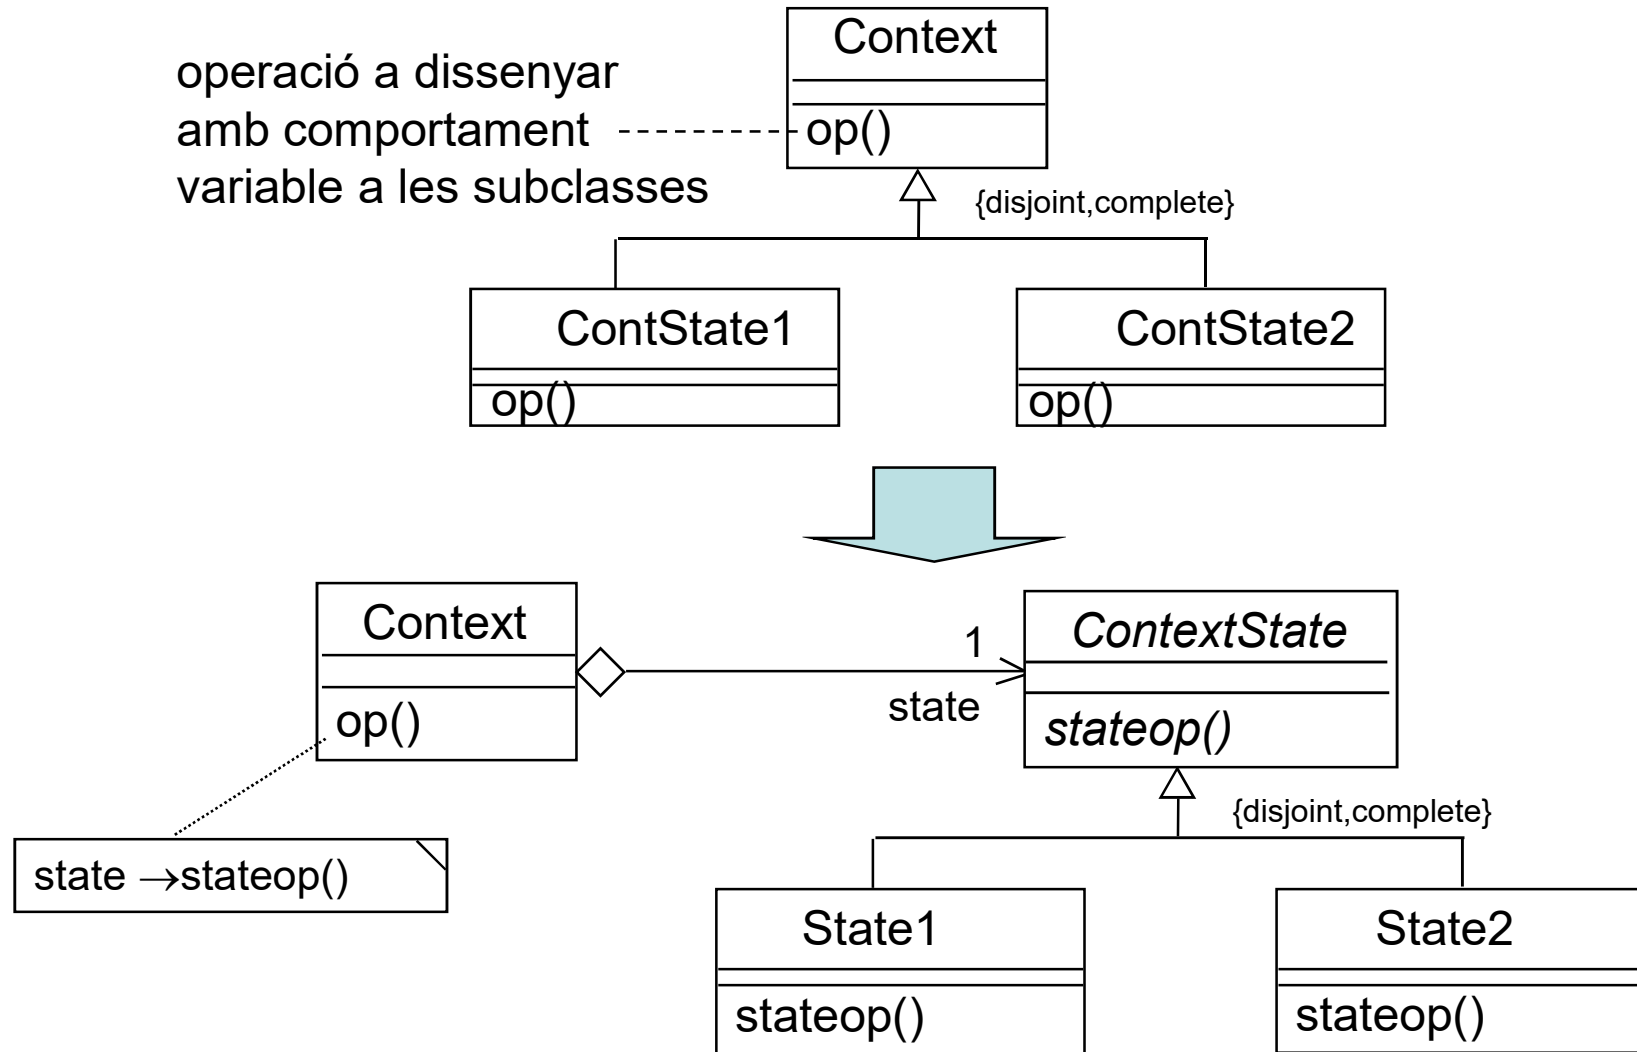 Context
operació a dissenyar
amb comportament
variable a les subclasses
op()
{disjoint,complete}
ContState1
op()
ContState2
op()
Context
op()
1
state
ContextState
stateop()
{disjoint,complete}
state →stateop()
State1
stateop()
State2
stateop()